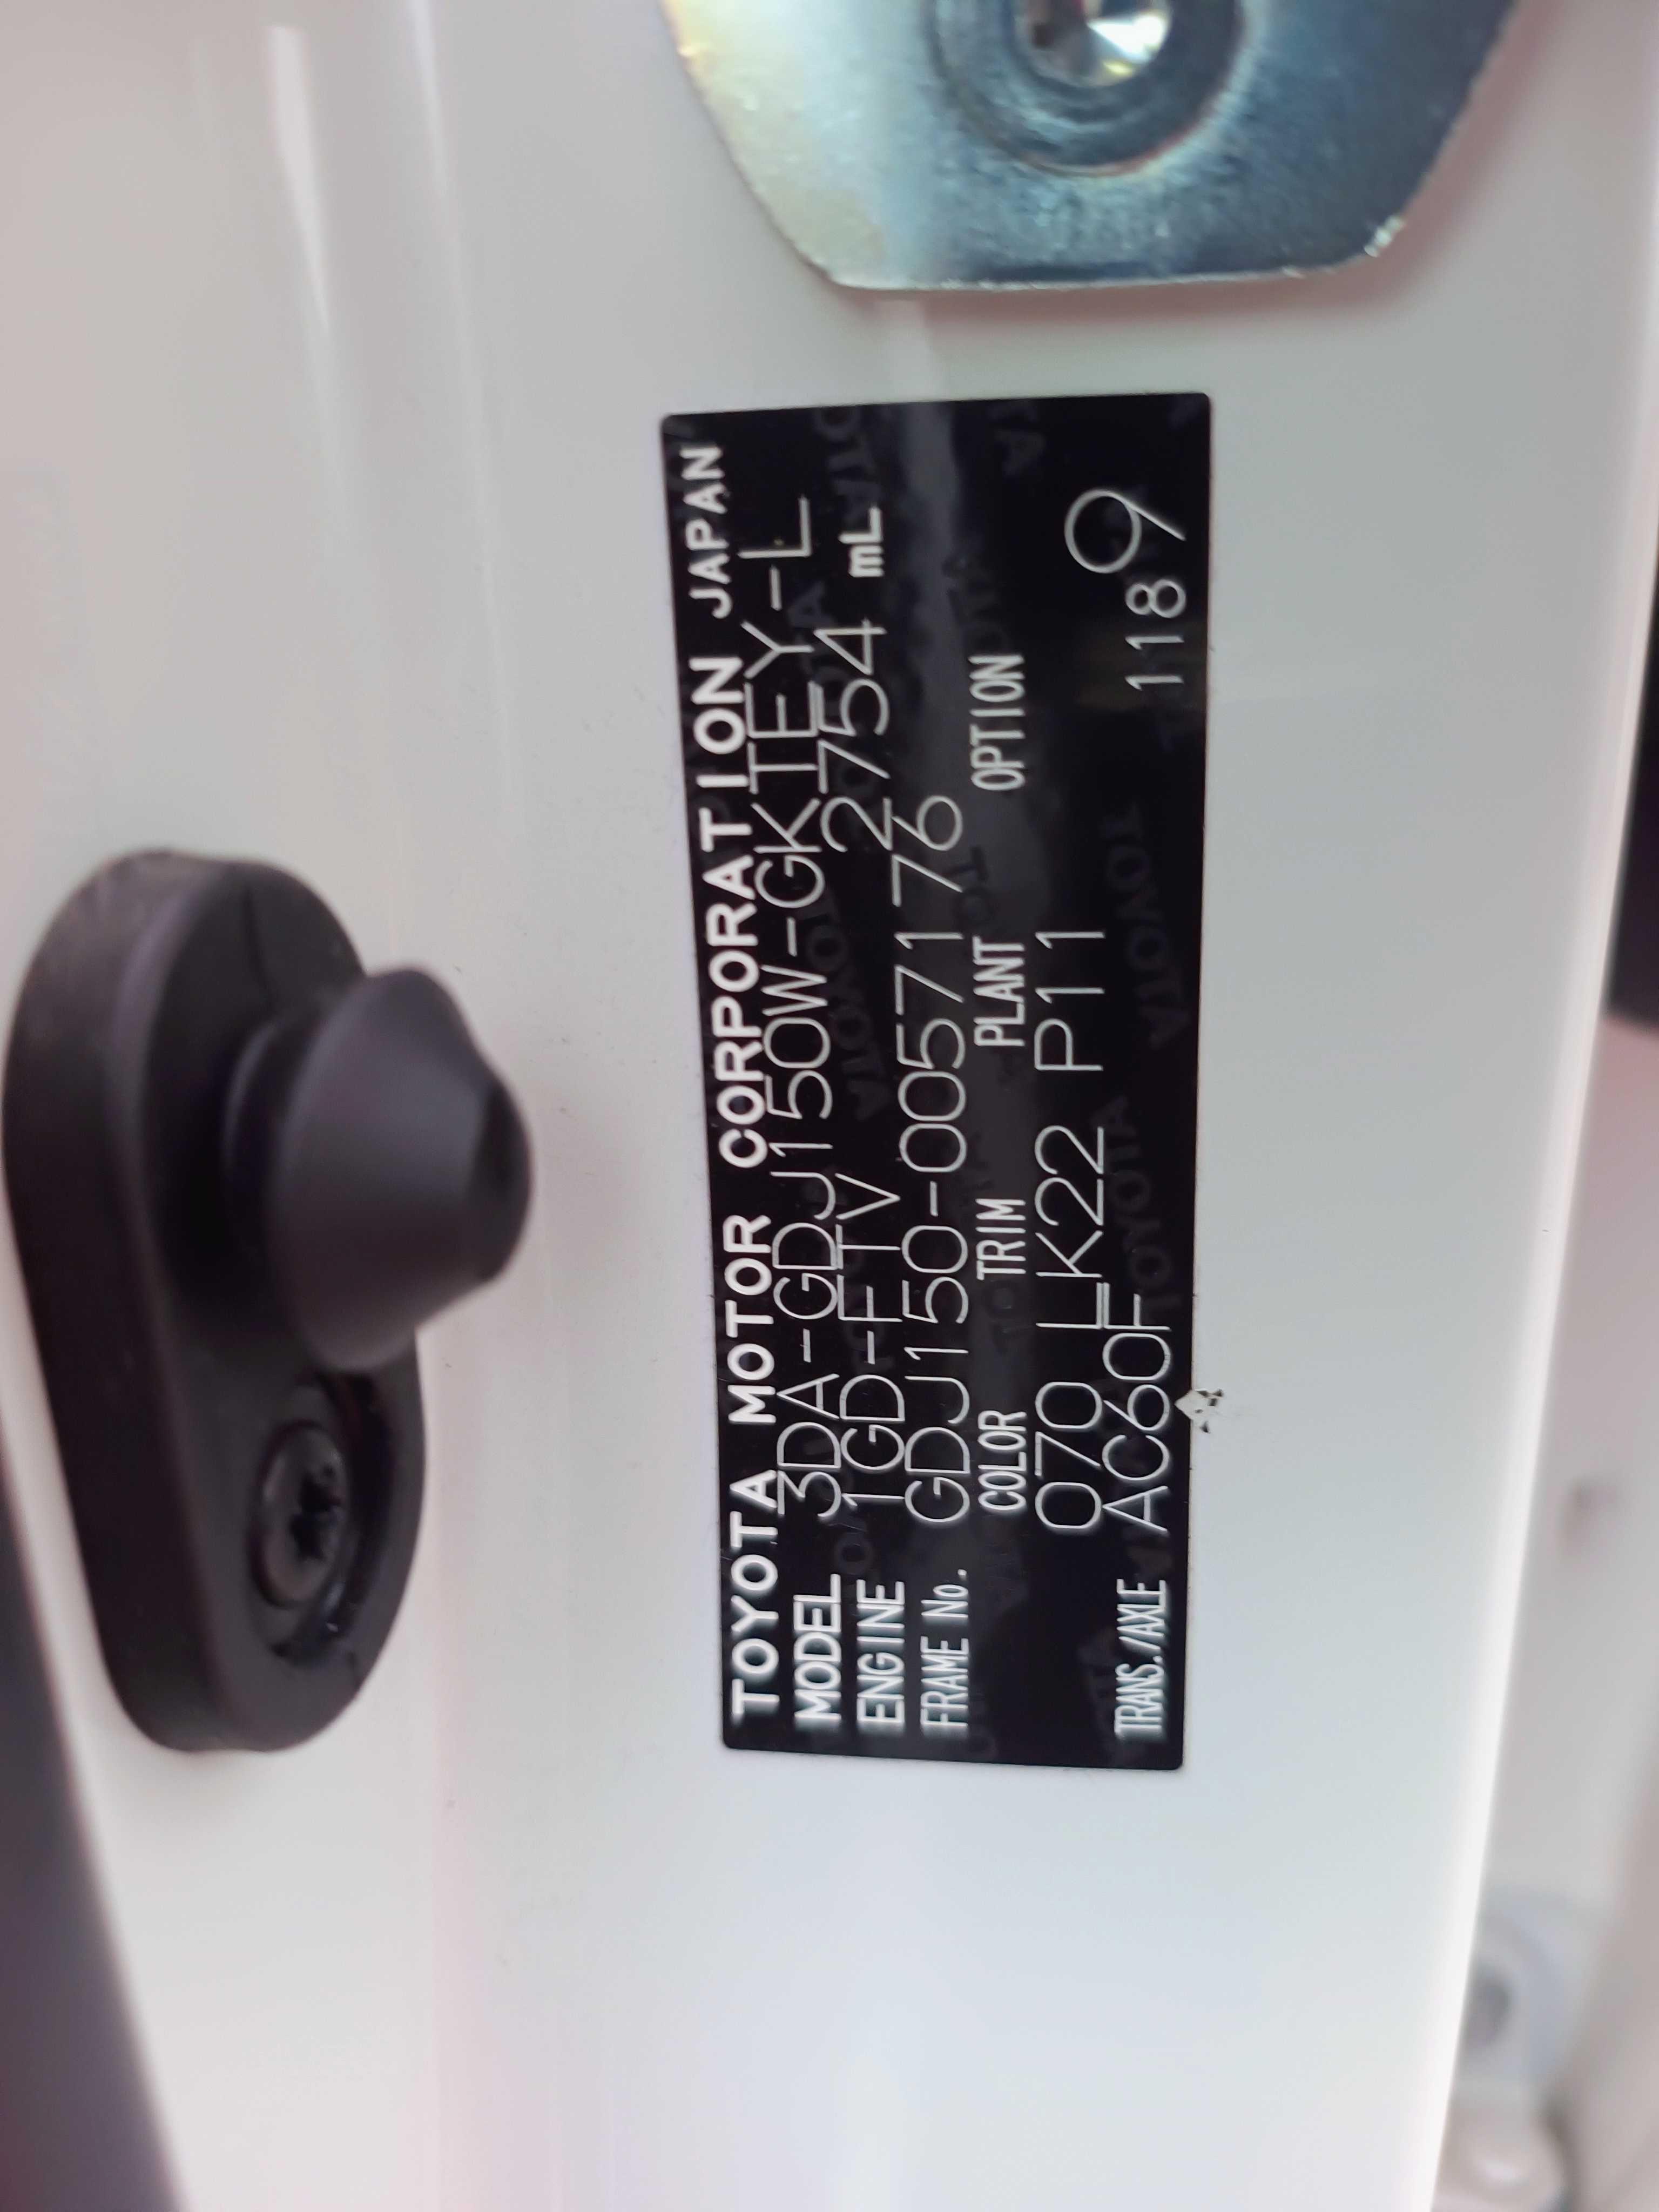 TOYOTA MOTOR CORPORATION JAPAN
MODEL 3DA-GDJ150W-GKTEY-L
ENGINE 1GD-FTV 2754 mL
FRAME No. GDJ150-0057176
COLOR TRIM PLANT OPTION
070 LK22 P11
TRANS./AXLE AC60F 1189